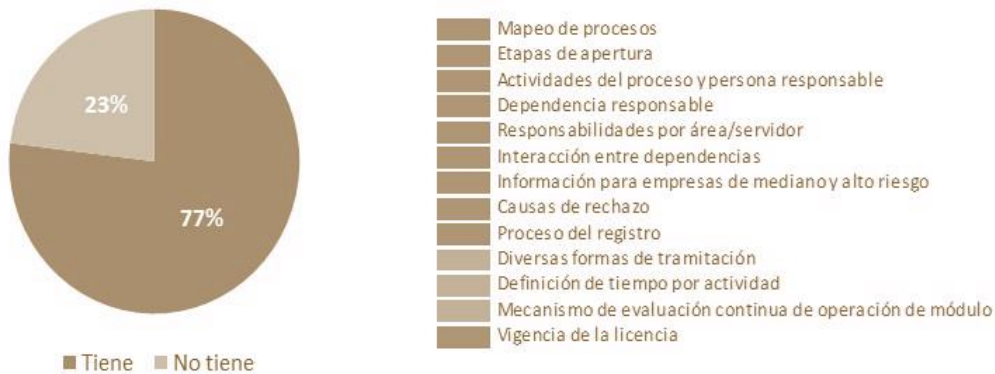 23%
77%
Tiene
No tiene
Mapeo de procesos
Etapas de apertura
Actividades del proceso y persona responsable
Dependencia responsable
Responsabilidades por área/servidor
Interacción entre dependencias
Información para empresas de mediano y alto riesgo
Causas de rechazo
Proceso del registro
Diversas formas de tramitación
Definición de tiempo por actividad
Mecanismo de evaluación continua de operación de módulo
Vigencia de la licencia